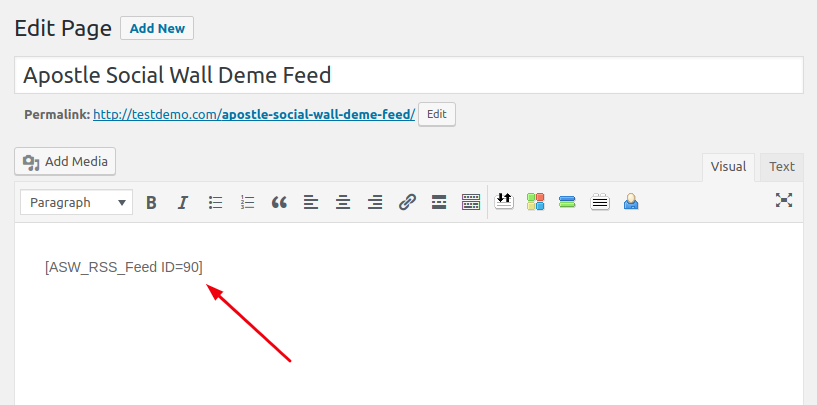 Edit Page Add New
Apostle Social Wall Deme Feed
Permalink: http://testdemo.com/apostle-social-wall-deme-feed/ Edit
Add Media
Visual Text
Paragraph B I
[ASW_RSS_Feed ID=90]